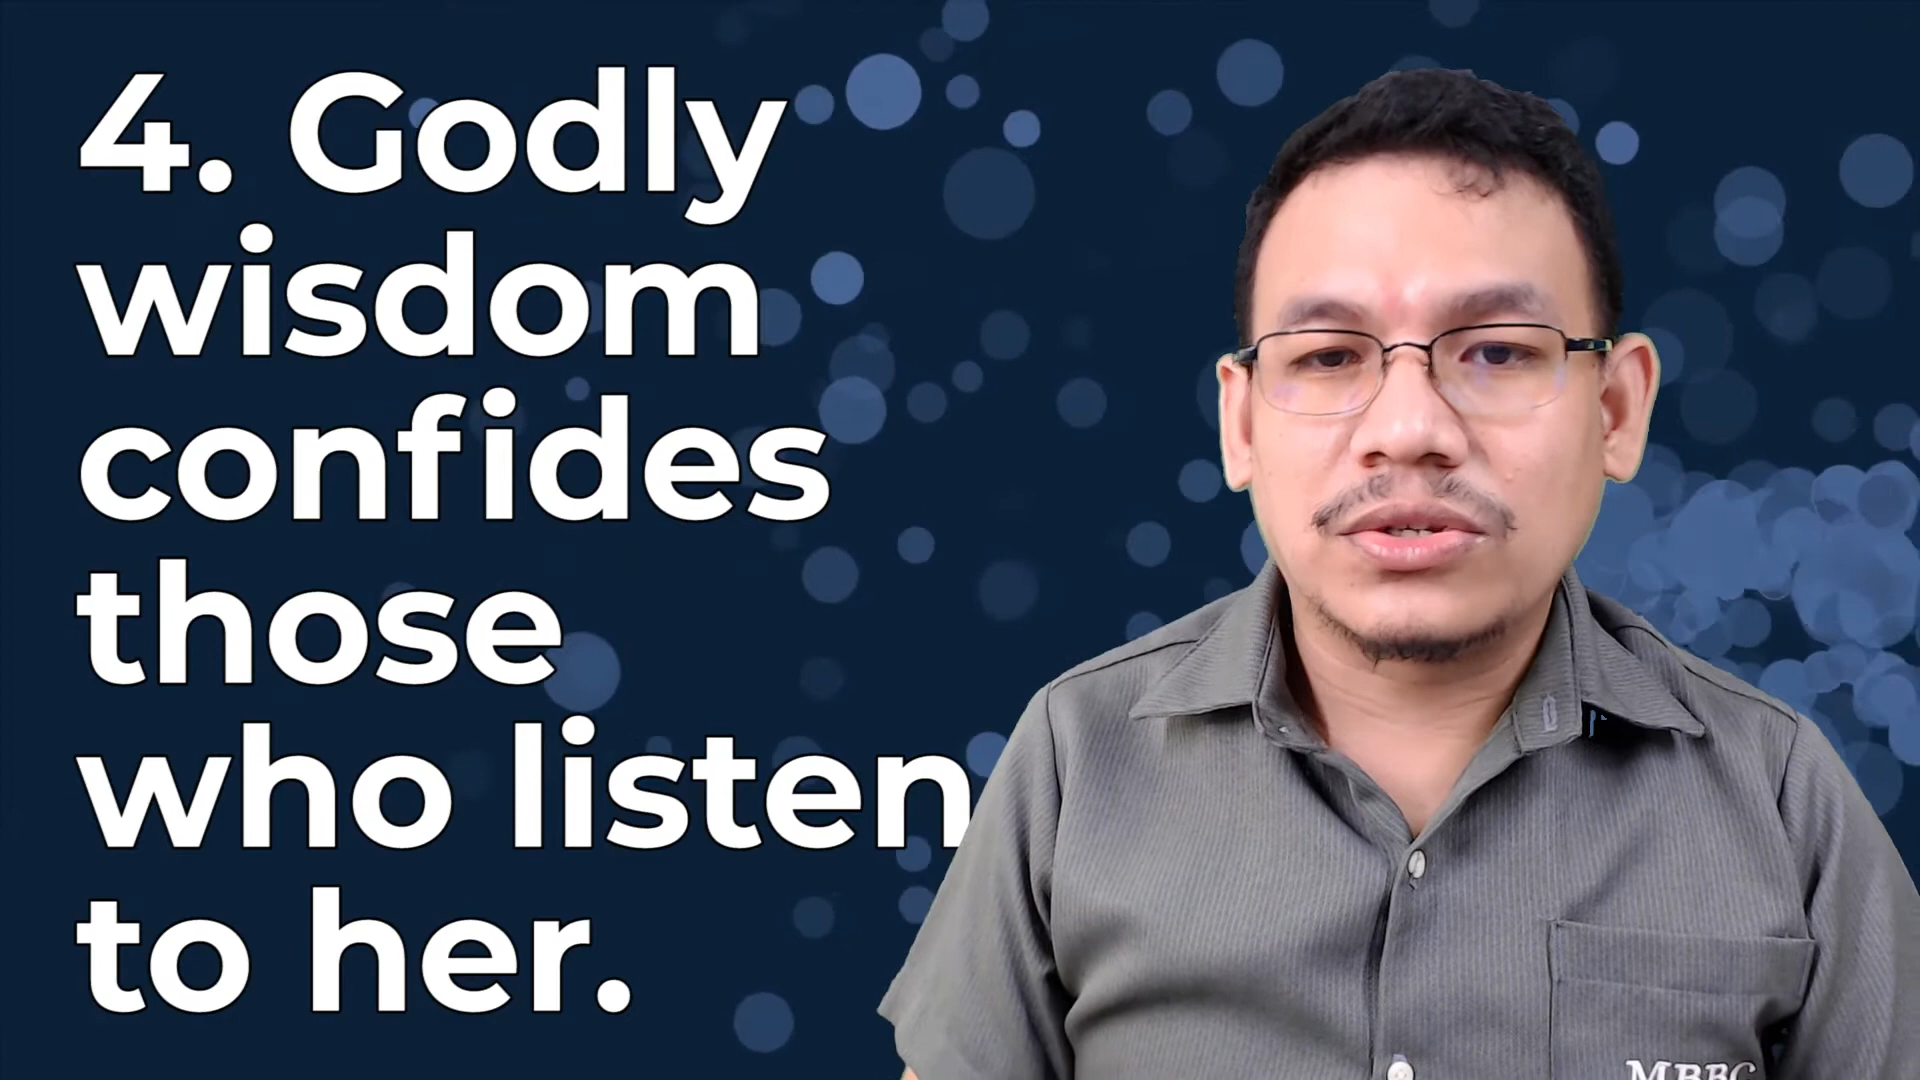 4. Godly
wisdom
confides
those
who listen
to her.
MBBC